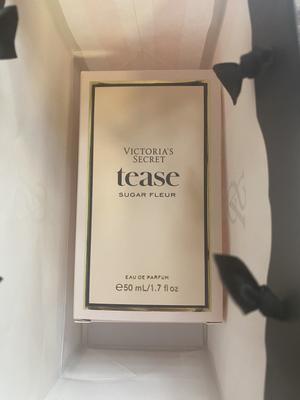 VICTORIA'S
SECRET
tease
SUGAR FLEUR
EAU DE PARFUM
℮50 mL/1.7 fl oz